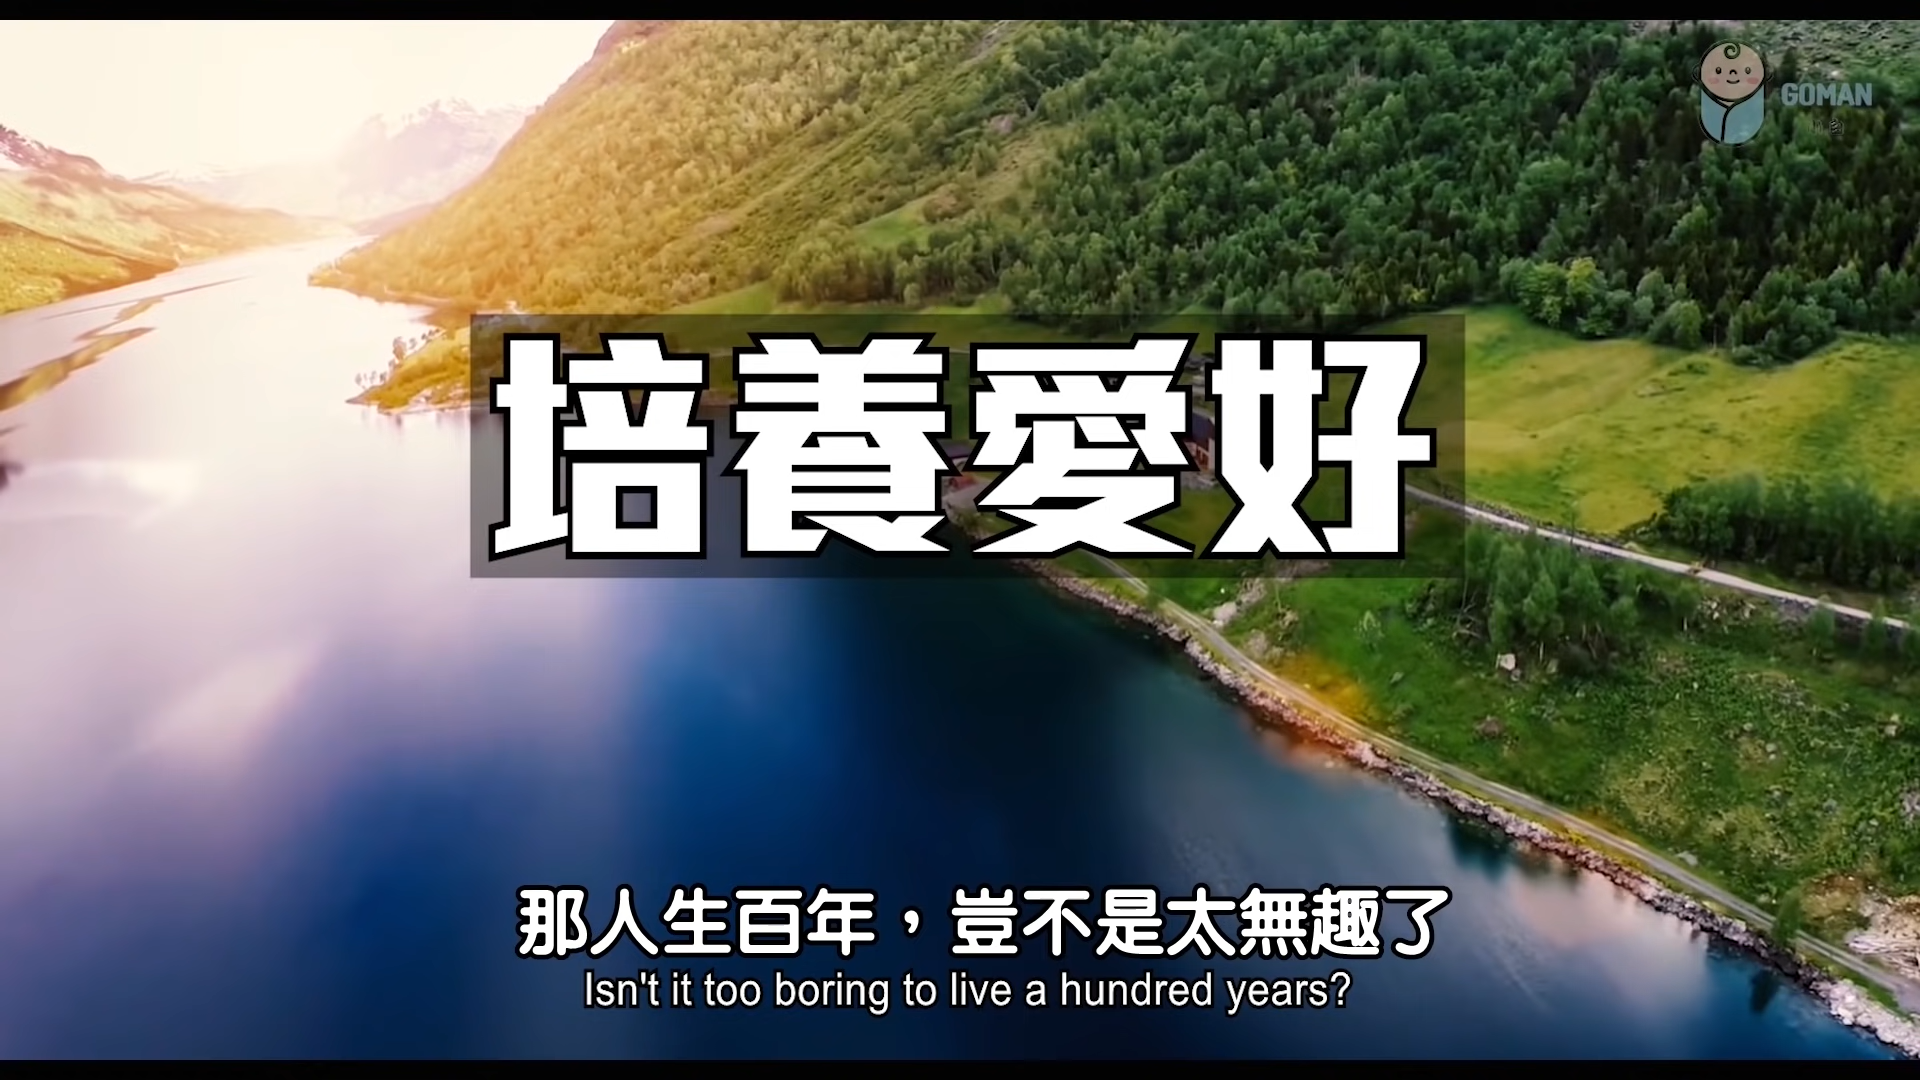 GOMAN
培養愛好
那人生百年，豈不是太無趣了
Isn't it too boring to live a hundred years?